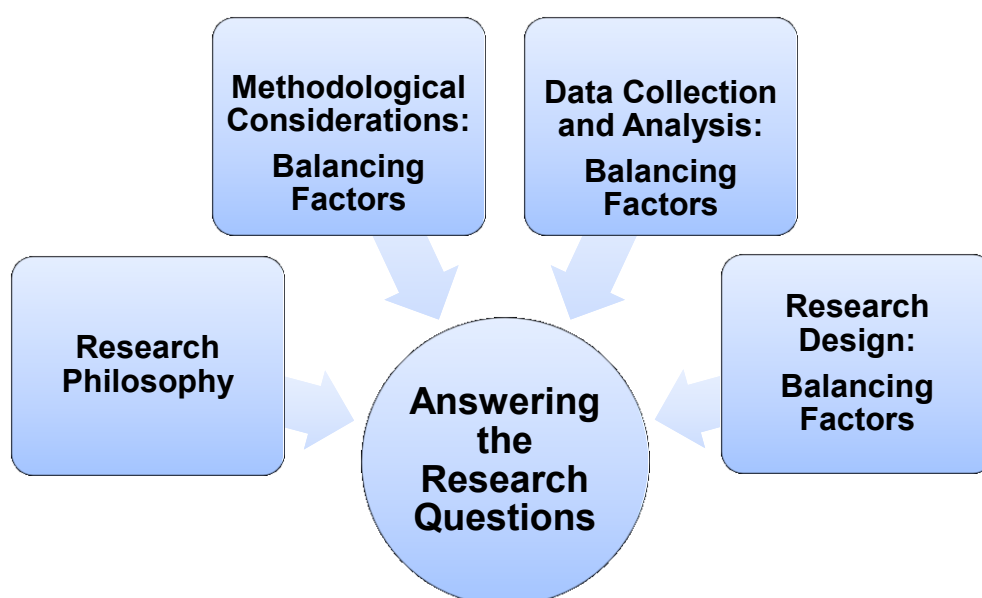 Methodological
Considerations:
Balancing
Factors
Data Collection
and Analysis:
Balancing
Factors
Research
Philosophy
Research
Design:
Balancing
Factors
Answering
the
Research
Questions